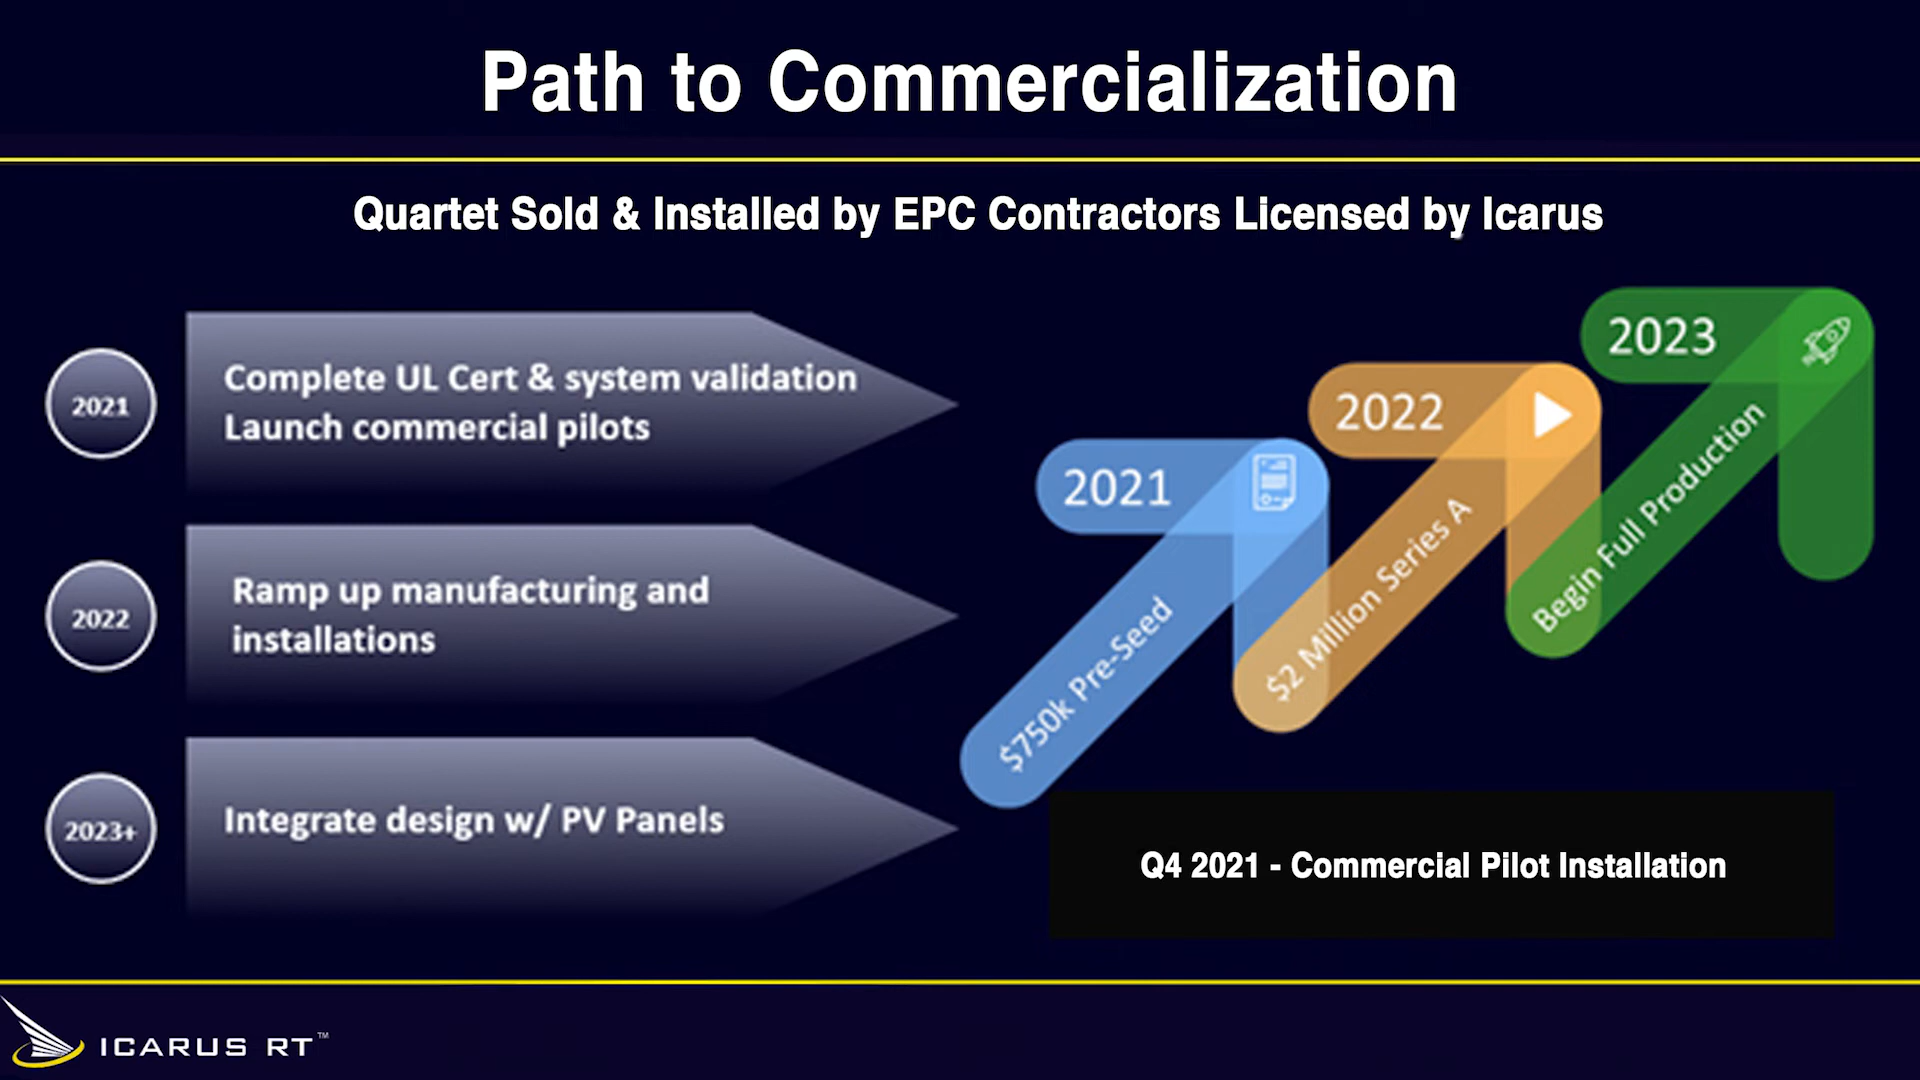 Path to Commercialization
Quartet Sold & Installed by EPC Contractors Licensed by Icarus
2021
Complete UL Cert & system validation
Launch commercial pilots
2022
Ramp up manufacturing and
installations
2023+
Integrate design w/ PV Panels
2021
$750k Pre-Seed
2022
$2 Million Series A
2023
Begin Full Production
Q4 2021 - Commercial Pilot Installation
ICARUS RT™